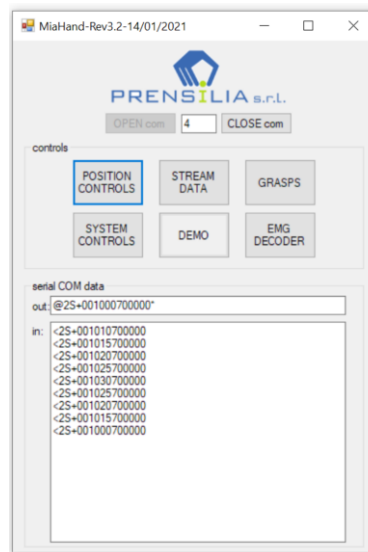 MiaHand-Rev3.2-14/01/2021
PRENSILIA s.r.l.
OPEN com 4 CLOSE com
controls
POSITION CONTROLS
STREAM DATA
GRASPS
SYSTEM CONTROLS
DEMO
EMG DECODER
serial COM data
out: @2S+001000700000*
in:
<2S+001010700000
<2S+001015700000
<2S+001020700000
<2S+001025700000
<2S+001030700000
<2S+001025700000
<2S+001020700000
<2S+001015700000
<2S+001000700000